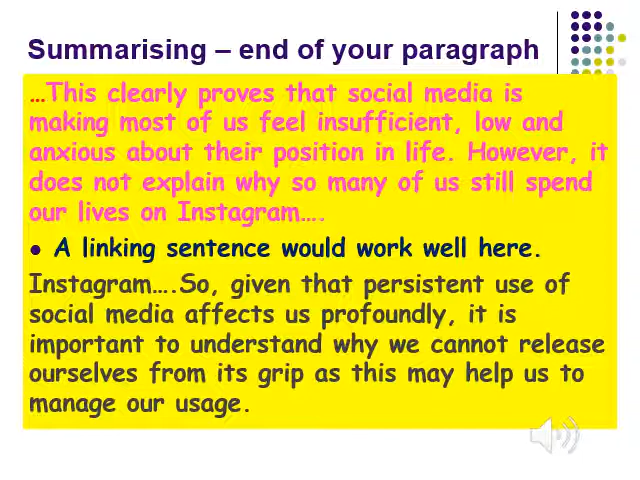 Summarising – end of your paragraph
…This clearly proves that social media is
making most of us feel insufficient, low and
anxious about their position in life. However, it
does not explain why so many of us still spend
our lives on Instagram….
● A linking sentence would work well here.
Instagram….So, given that persistent use of
social media affects us profoundly, it is
important to understand why we cannot release
ourselves from its grip as this may help us to
manage our usage.